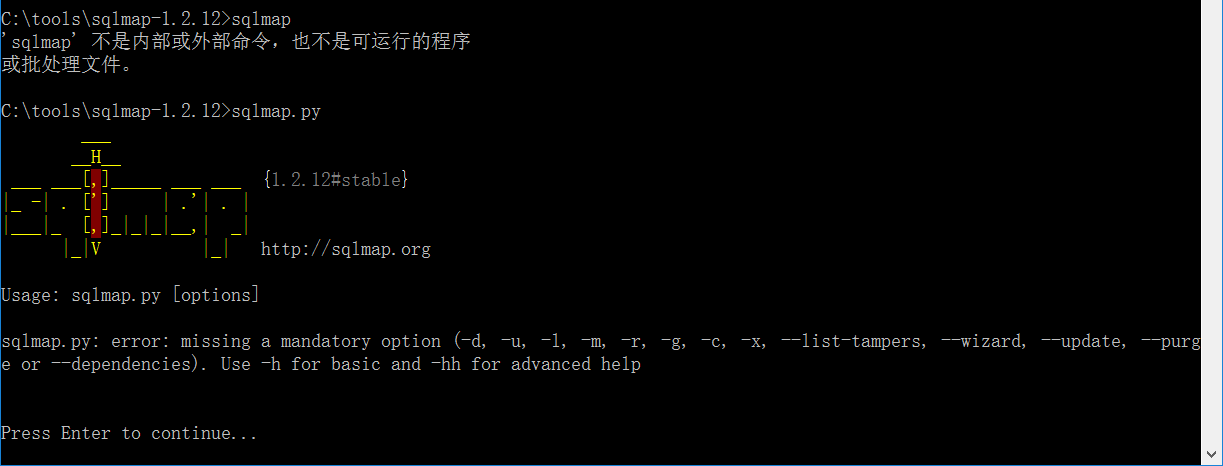 C:\tools\sqlmap-1.2.12>sqlmap
'sqlmap' 不是内部或外部命令，也不是可运行的程序
或批处理文件。
C:\tools\sqlmap-1.2.12>sqlmap.py
        ___
       __H__
 ___ ___[,]_____ ___ ___  {1.2.12#stable}
|_ -| . [']     | .'| . |
|___|_  [,]_|_|_|__,|  _|
      |_|V          |_|   http://sqlmap.org
Usage: sqlmap.py [options]
sqlmap.py: error: missing a mandatory option (-d, -u, -l, -m, -r, -g, -c, -x, --list-tampers, --wizard, --update, --purg
e or --dependencies). Use -h for basic and -hh for advanced help
Press Enter to continue...